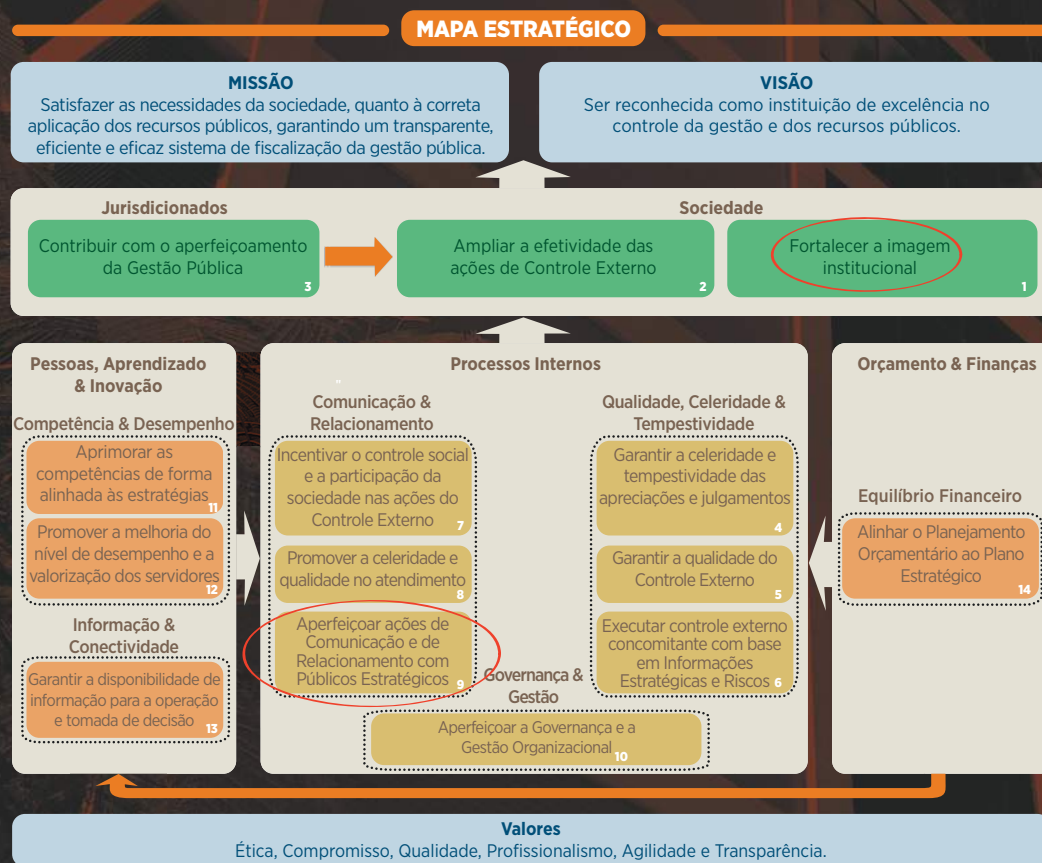 MAPA ESTRATÉGICO
MISSÃO
Satisfazer as necessidades da sociedade, quanto à correta
aplicação dos recursos públicos, garantindo um transparente,
eficiente e eficaz sistema de fiscalização da gestão pública.
VISÃO
Ser reconhecida como instituição de excelência no
controle da gestão e dos recursos públicos.
Jurisdicionados
Contribuir com o aperfeiçoamento
da Gestão Pública
3
Sociedade
Ampliar a efetividade das
ações de Controle Externo
2
Fortalecer a imagem
institucional
1
Pessoas, Aprendizado
& Inovação
Competência & Desempenho
Aprimorar as
competências de forma
alinhada às estratégias
11
Promover a melhoria do
nível de desempenho e a
valorização dos servidores
12
Informação &
Conectividade
Garantir a disponibilidade de
informação para a operação
e tomada de decisão
13
Processos Internos
Comunicação &
Relacionamento
Incentivar o controle social
e a participação da
sociedade nas ações do
Controle Externo
7
Promover a celeridade e
qualidade no atendimento
8
Aperfeiçoar ações de
Comunicação e de
Relacionamento com
Públicos Estratégicos
9
Qualidade, Celeridade &
Tempestividade
Garantir a celeridade e
tempestividade das
apreciações e julgamentos
4
Garantir a qualidade do
Controle Externo
5
Executar controle externo
concomitante com base
em Informações
Estratégicas e Riscos
6
Governança &
Gestão
Aperfeiçoar a Governança e a
Gestão Organizacional
10
Orçamento & Finanças
Equilíbrio Financeiro
Alinhar o Planejamento
Orçamentário ao Plano
Estratégico
14
Valores
Ética, Compromisso, Qualidade, Profissionalismo, Agilidade e Transparência.